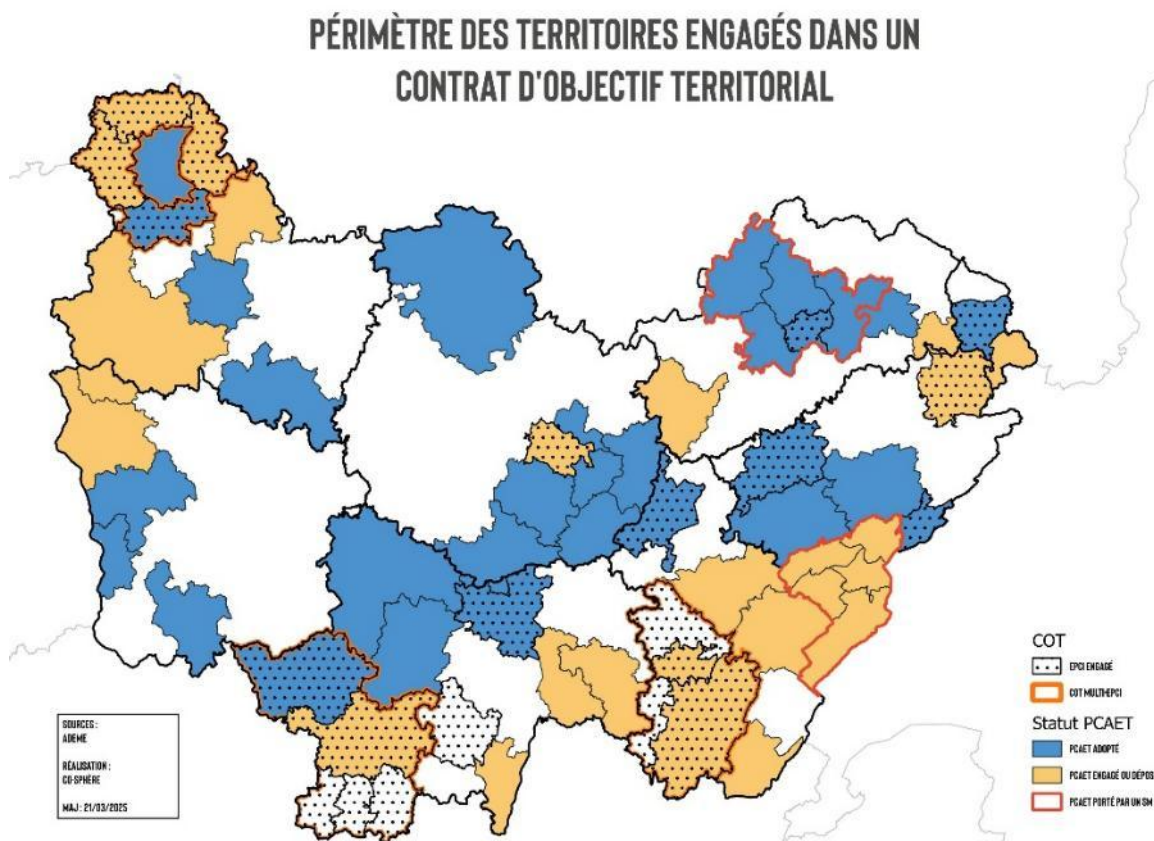 PÉRIMÈTRE DES TERRITOIRES ENGAGÉS DANS UN
CONTRAT D'OBJECTIF TERRITORIAL
COT
EPCI ENGAGÉ
COT MULTI-EPCI
Statut PCAET
PCAET ADOPTÉ
PCAET ENGAGÉ OU DÉPOS
PCAET PORTÉ PAR UN SM
SOURCES :
ADEME
RÉALISATION :
CO-SPHÈRE
MAJ : 21/03/2025